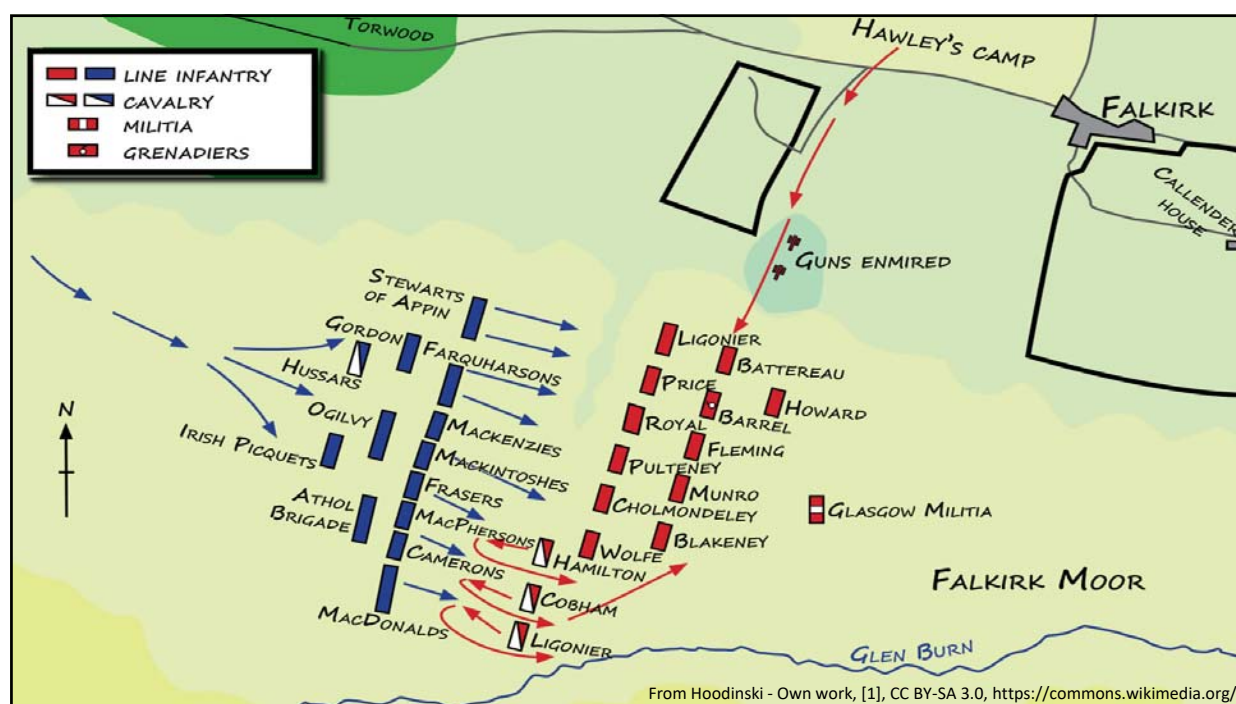 Torwood
Hawley's camp
Line infantry
Cavalry
Militia
Grenadiers
Falkirk
Callender
House
Guns enmired
Stewarts
of Appin
Gordon
Hussars
Farquharsons
Ogilvy
Irish Picquets
Mackenzies
Mackintoshes
Athol
Brigade
Frasers
MacPhersons
Camerons
MacDonalds
Ligonier
Battereau
Price
Howard
Barrel
Royal
Fleming
Pulteney
Munro
Cholmondeley
Glasgow Militia
Wolfe
Blakeney
Hamilton
Cobham
Ligonier
N
Falkirk Moor
Glen Burn
From Hoodinski - Own work, [1], CC BY-SA 3.0, https://commons.wikimedia.org/